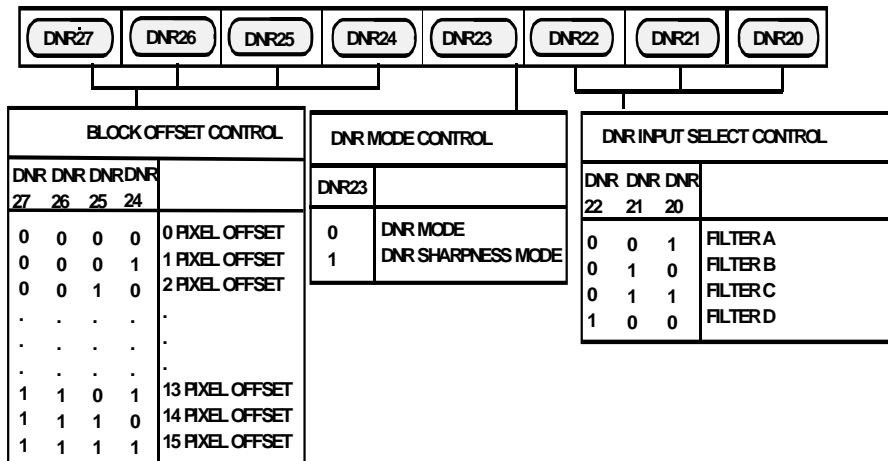 DNR27 DNR26 DNR25 DNR24 DNR23 DNR22 DNR21 DNR20
BLOCK OFFSET CONTROL
DNR DNR DNR DNR
27 26 25 24
0 0 0 0 0 PIXEL OFFSET
0 0 0 1 1 PIXEL OFFSET
0 0 1 0 2 PIXEL OFFSET
. . . . .
. . . . .
. . . . .
1 1 0 1 13 PIXEL OFFSET
1 1 1 0 14 PIXEL OFFSET
1 1 1 1 15 PIXEL OFFSET
DNR MODE CONTROL
DNR23
0 DNR MODE
1 DNR SHARPNESS MODE
DNR INPUT SELECT CONTROL
DNR DNR DNR
22 21 20
0 0 1 FILTER A
0 1 0 FILTER B
0 1 1 FILTER C
1 0 0 FILTER D